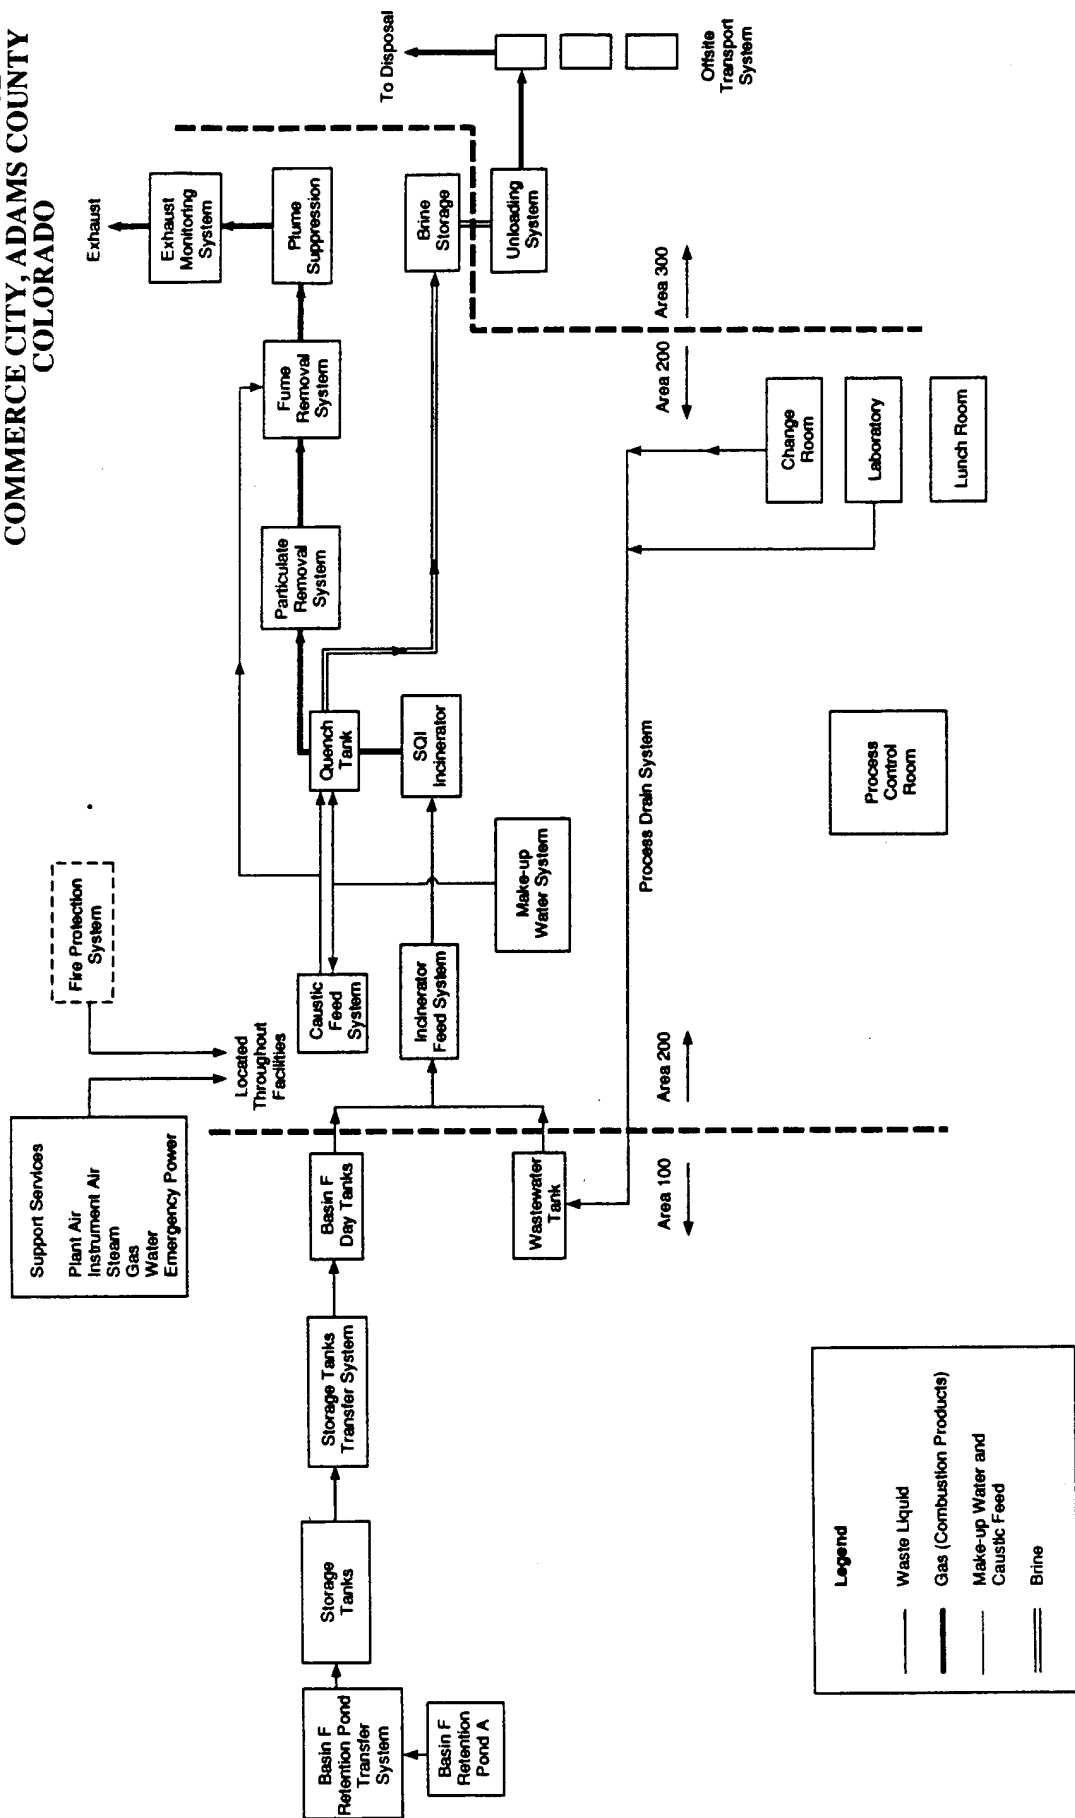 COMMERCE CITY, ADAMS COUNTY
COLORADO
Support Services
Plant Air
Instrument Air
Steam
Gas
Water
Emergency Power
Fire Protection
System
Located
Throughout
Facilities
Exhaust
Exhaust
Monitoring
System
Plume
Suppression
Fume
Removal
System
Particulate
Removal
System
Quench
Tank
SQI
Incinerator
Caustic
Feed
System
Incinerator
Feed System
Make-up
Water System
Brine
Storage
Unloading
System
To Disposal
Offsite
Transport
System
Basin F
Retention Pond
Transfer
System
Basin F
Retention
Pond A
Storage
Tanks
Storage Tanks
Transfer System
Basin F
Day Tanks
Wastewater
Tank
Area 100
Area 200
Area 200
Area 300
Process Drain System
Change
Room
Laboratory
Lunch Room
Process
Control
Room
Legend
Waste Liquid
Gas (Combustion Products)
Make-up Water and
Caustic Feed
Brine